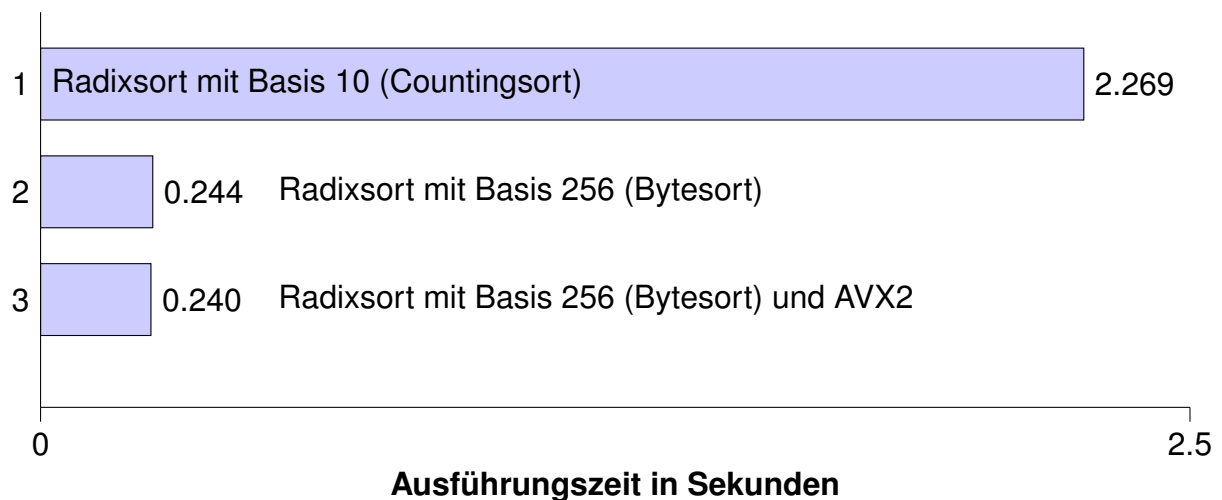 1 Radixsort mit Basis 10 (Countingsort) 2.269
2 0.244 Radixsort mit Basis 256 (Bytesort)
3 0.240 Radixsort mit Basis 256 (Bytesort) und AVX2
0 2.5
Ausführungszeit in Sekunden